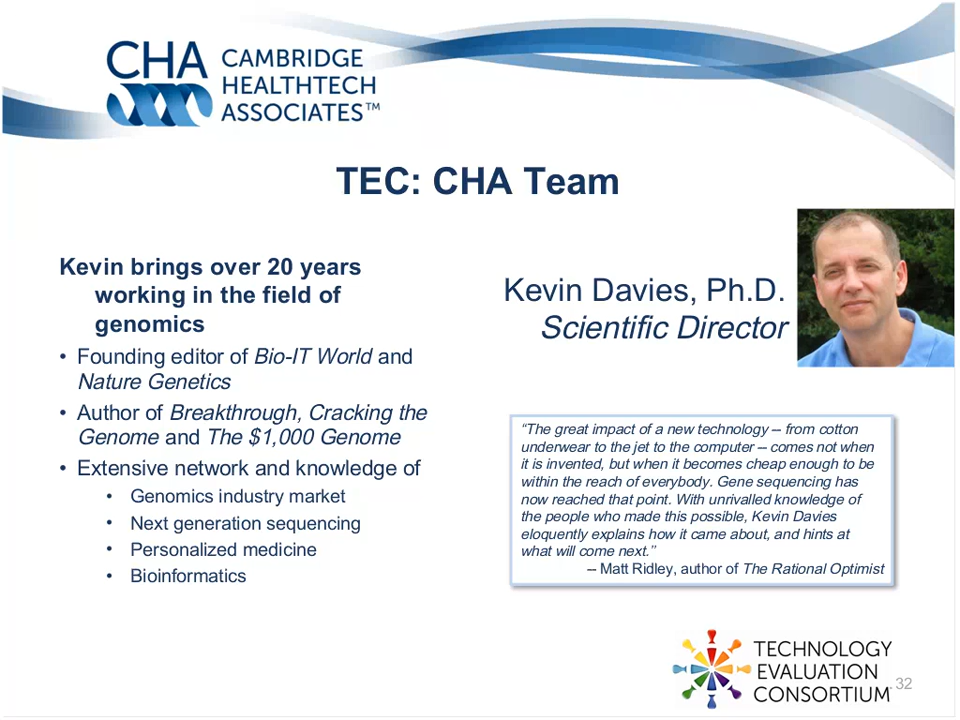 CHA CAMBRIDGE
HEALTHTECH
ASSOCIATES™
TEC: CHA Team
Kevin brings over 20 years
working in the field of
genomics
• Founding editor of Bio-IT World and
Nature Genetics
• Author of Breakthrough, Cracking the
Genome and The $1,000 Genome
• Extensive network and knowledge of
• Genomics industry market
• Next generation sequencing
• Personalized medicine
• Bioinformatics
Kevin Davies, Ph.D.
Scientific Director
“The great impact of a new technology -- from cotton
underwear to the jet to the computer -- comes not when
it is invented, but when it becomes cheap enough to be
within the reach of everybody. Gene sequencing has
now reached that point. With unrivalled knowledge of
the people who made this possible, Kevin Davies
eloquently explains how it came about, and hints at
what will come next.”
-- Matt Ridley, author of The Rational Optimist
TECHNOLOGY
EVALUATION
CONSORTIUM
32